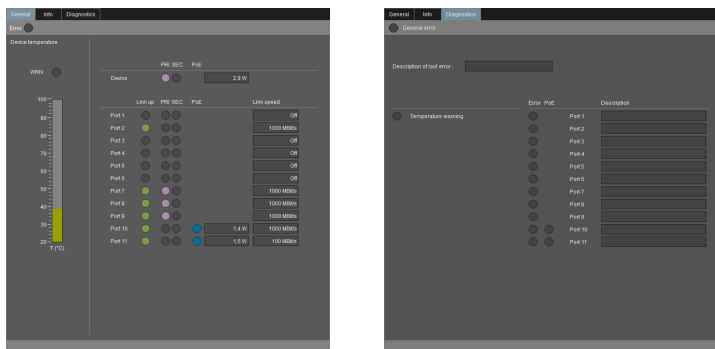 General Info Diagnostics
Error
Device temperature
WRN
100
90
80
70
60
50
40
30
20
T (°C)
PRI SEC PoE
Device 2,9 W
Link up PRI SEC PoE Link speed
Port 1 Off
Port 2 1000 MBit/s
Port 3 Off
Port 4 Off
Port 5 Off
Port 6 Off
Port 7 1000 MBit/s
Port 8 1000 MBit/s
Port 9 1000 MBit/s
Port 10 1,4 W 1000 MBit/s
Port 11 1,5 W 100 MBit/s
General Info Diagnostics
General error
Description of last error:
Error PoE Description
Temperature warning Port 1
Port 2
Port 3
Port 4
Port 5
Port 6
Port 7
Port 8
Port 9
Port 10
Port 11